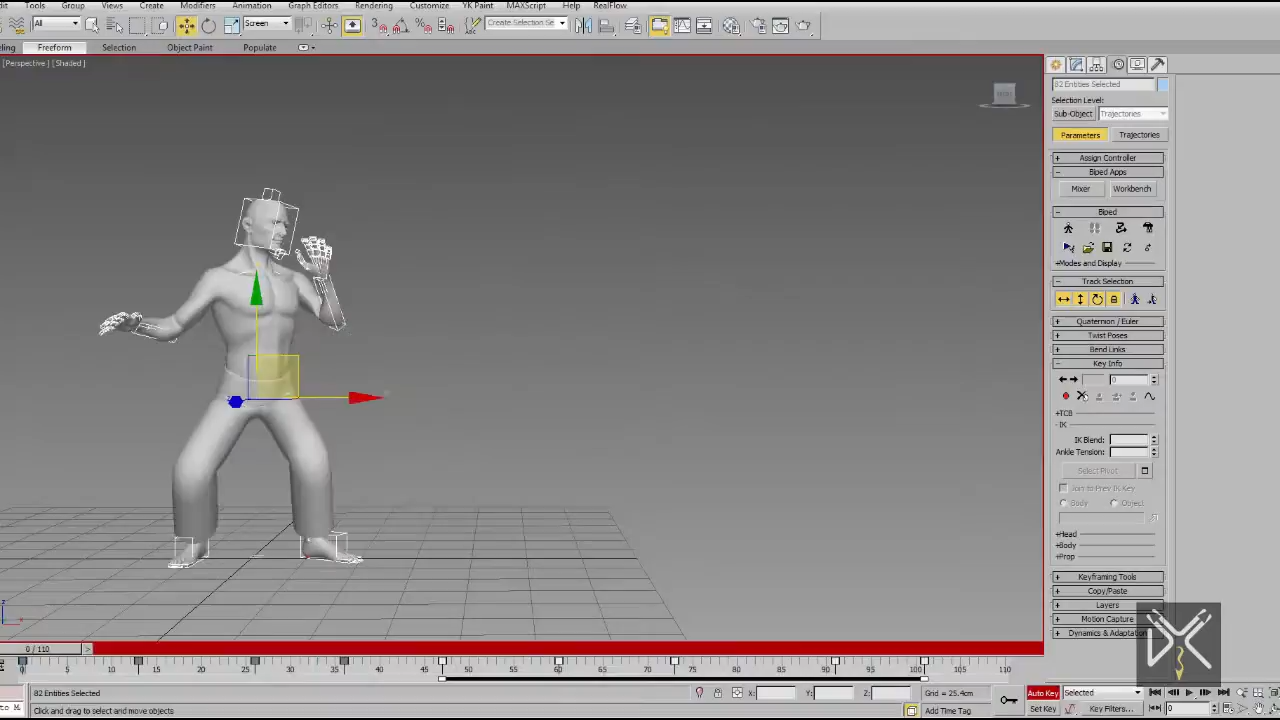 Tools Group Views Create Modifiers Animation Rendering Customize YK Paint MAXScript Help RealFlow
All Screen 3 Create Selection Se
ling Freeform Selection Object Paint Populate
[Perspective] [Shaded]
82 Entities Selected
Selection Level:
Sub-Object Trajectories
Parameters Trajectories
+ Assign Controller
- Biped Apps
Mixer Workbench
- Biped
+Modes and Display
- Track Selection
+ Quaternion / Euler
+ Twist Poses
+ Bend Links
- Key Info
0
+TCB
-IK
IK Blend:
Ankle Tension:
Select Pivot
Join to Prev IK Key
Body Object
+Head
+Body
+Prop
+ Keyframing Tools
+ Copy/Paste
+ Layers
+ Motion Capture
+ Dynamics & Adaptation
0 / 110 >
0 5 10 15 20 25 30 35 40 45 50 55 60 65 70 75 80 85 90 95 100 105 110
82 Entities Selected X: Y: Z: Grid = 25.4cm Auto Key Selected
Click and drag to select and move objects Add Time Tag Set Key Key Filters... 0